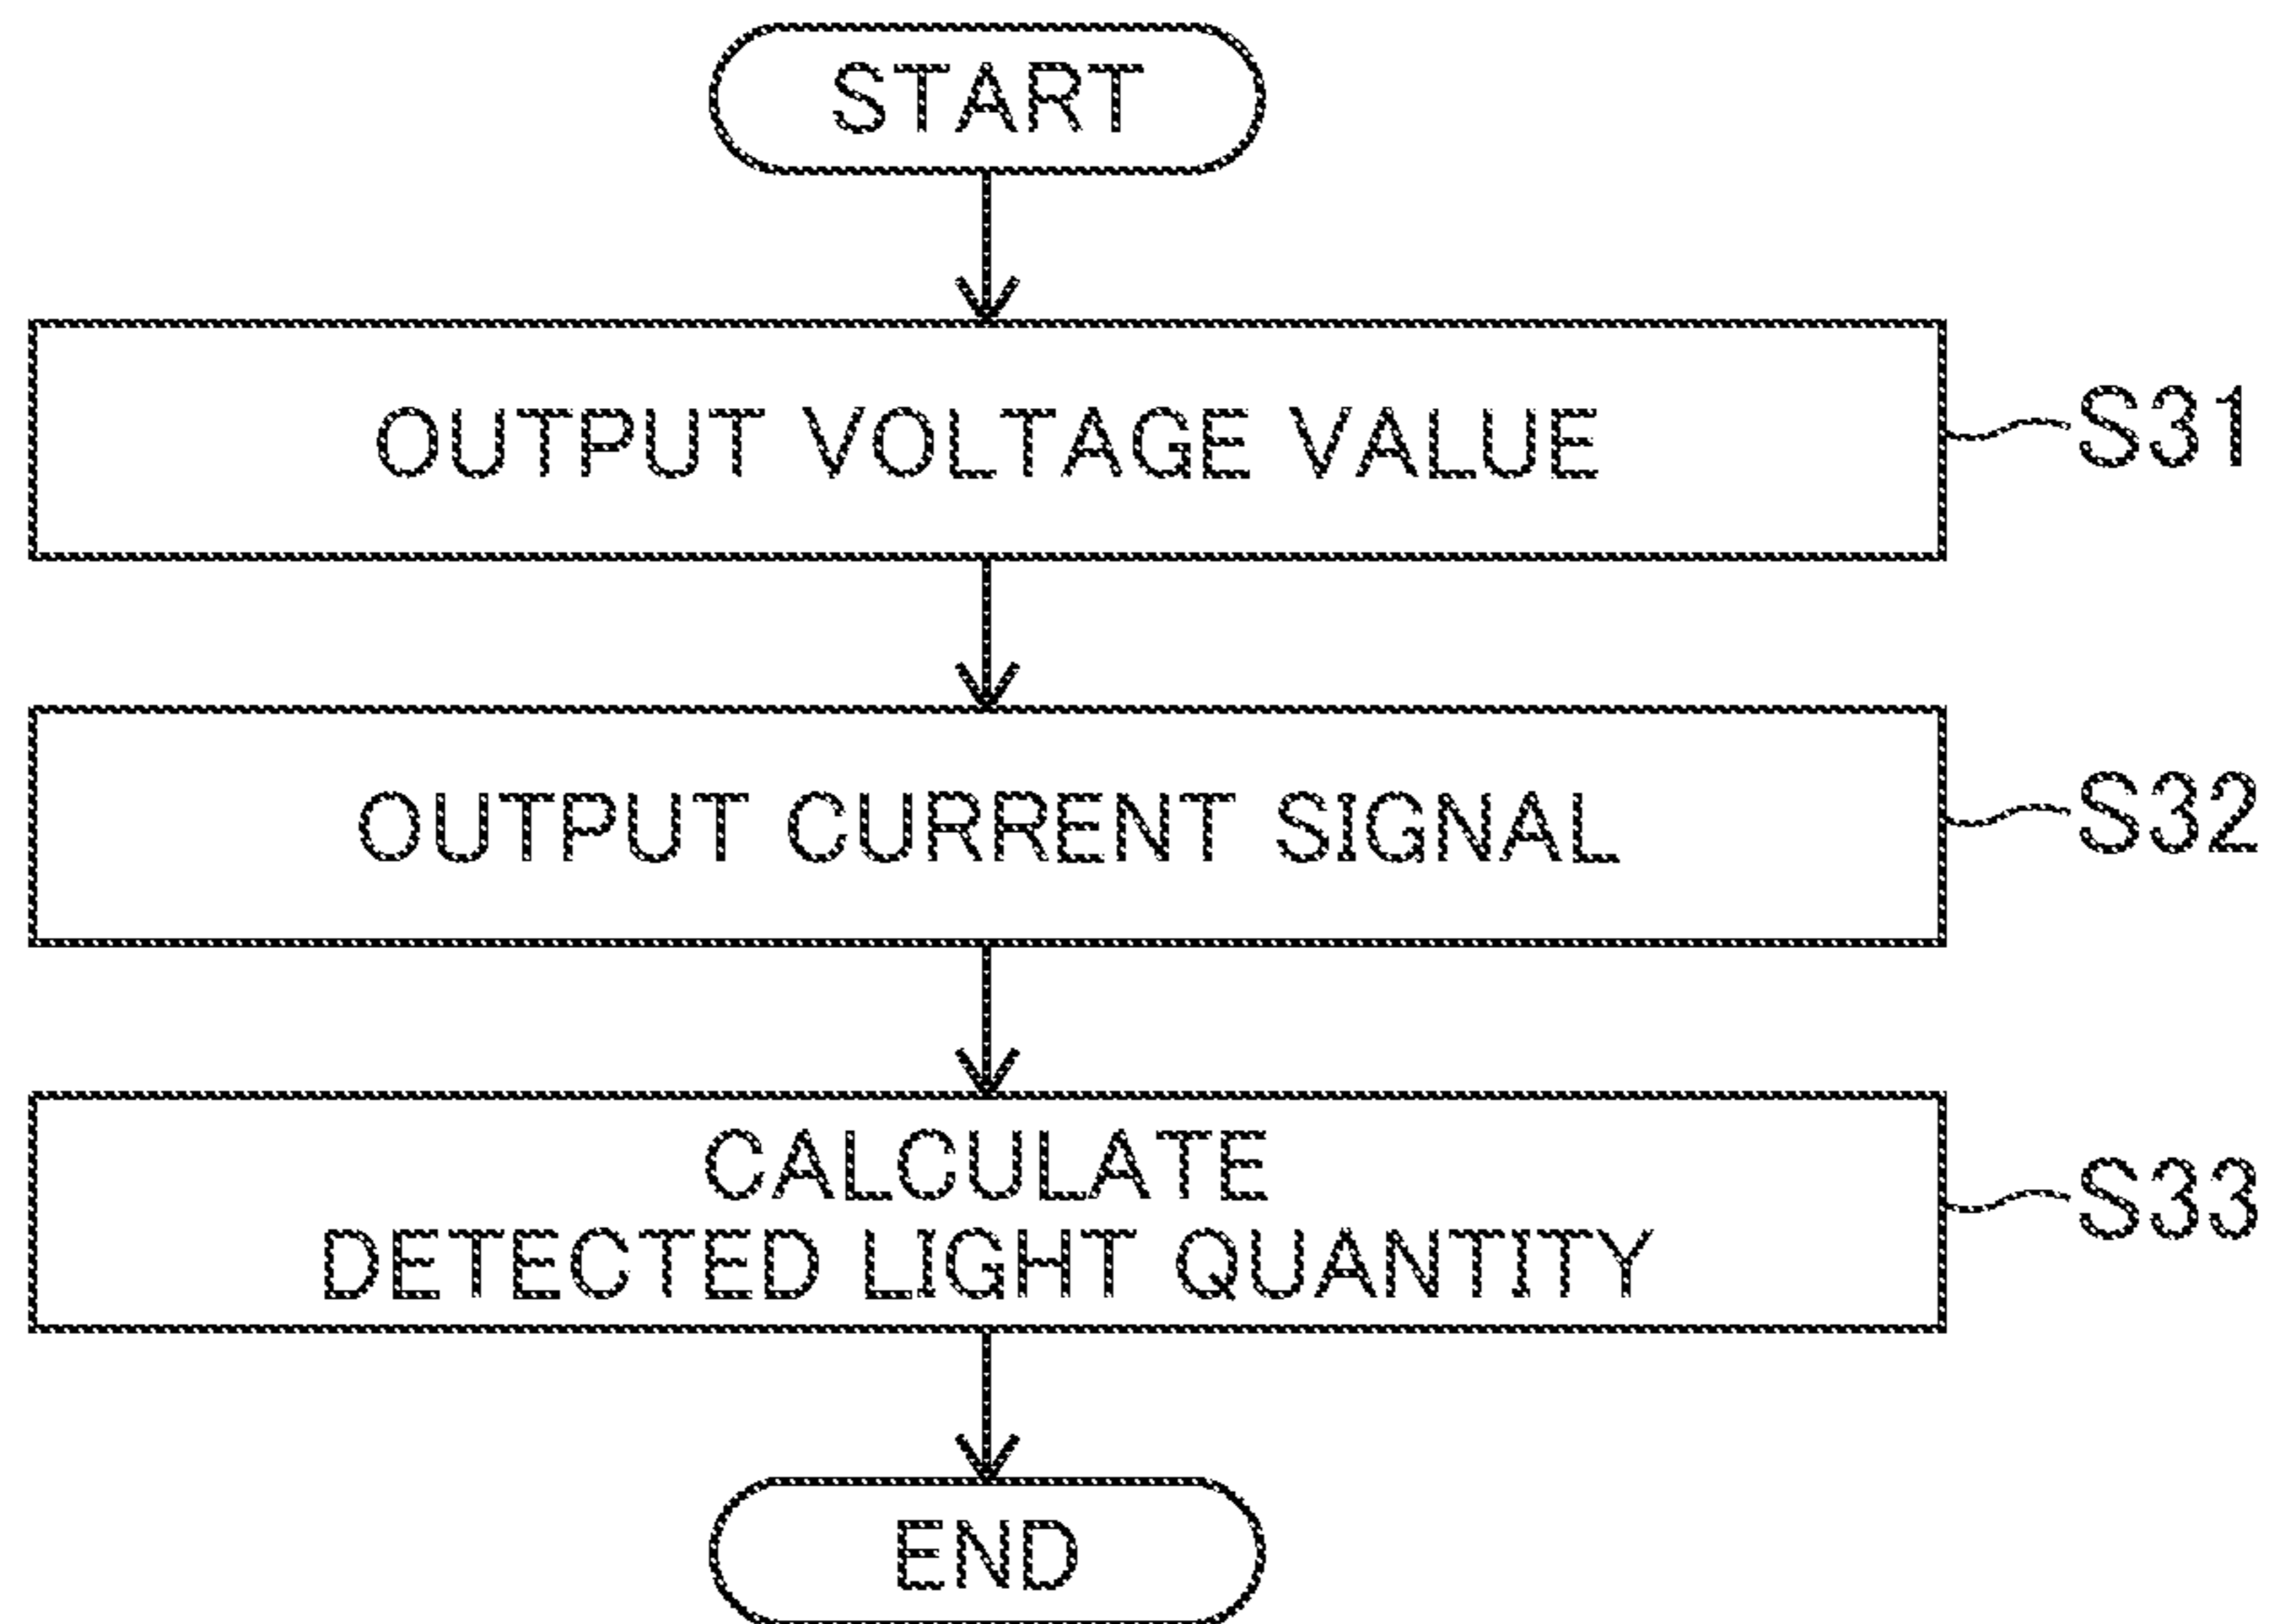 START
OUTPUT VOLTAGE VALUE
S31
OUTPUT CURRENT SIGNAL
S32
CALCULATE
DETECTED LIGHT QUANTITY
S33
END